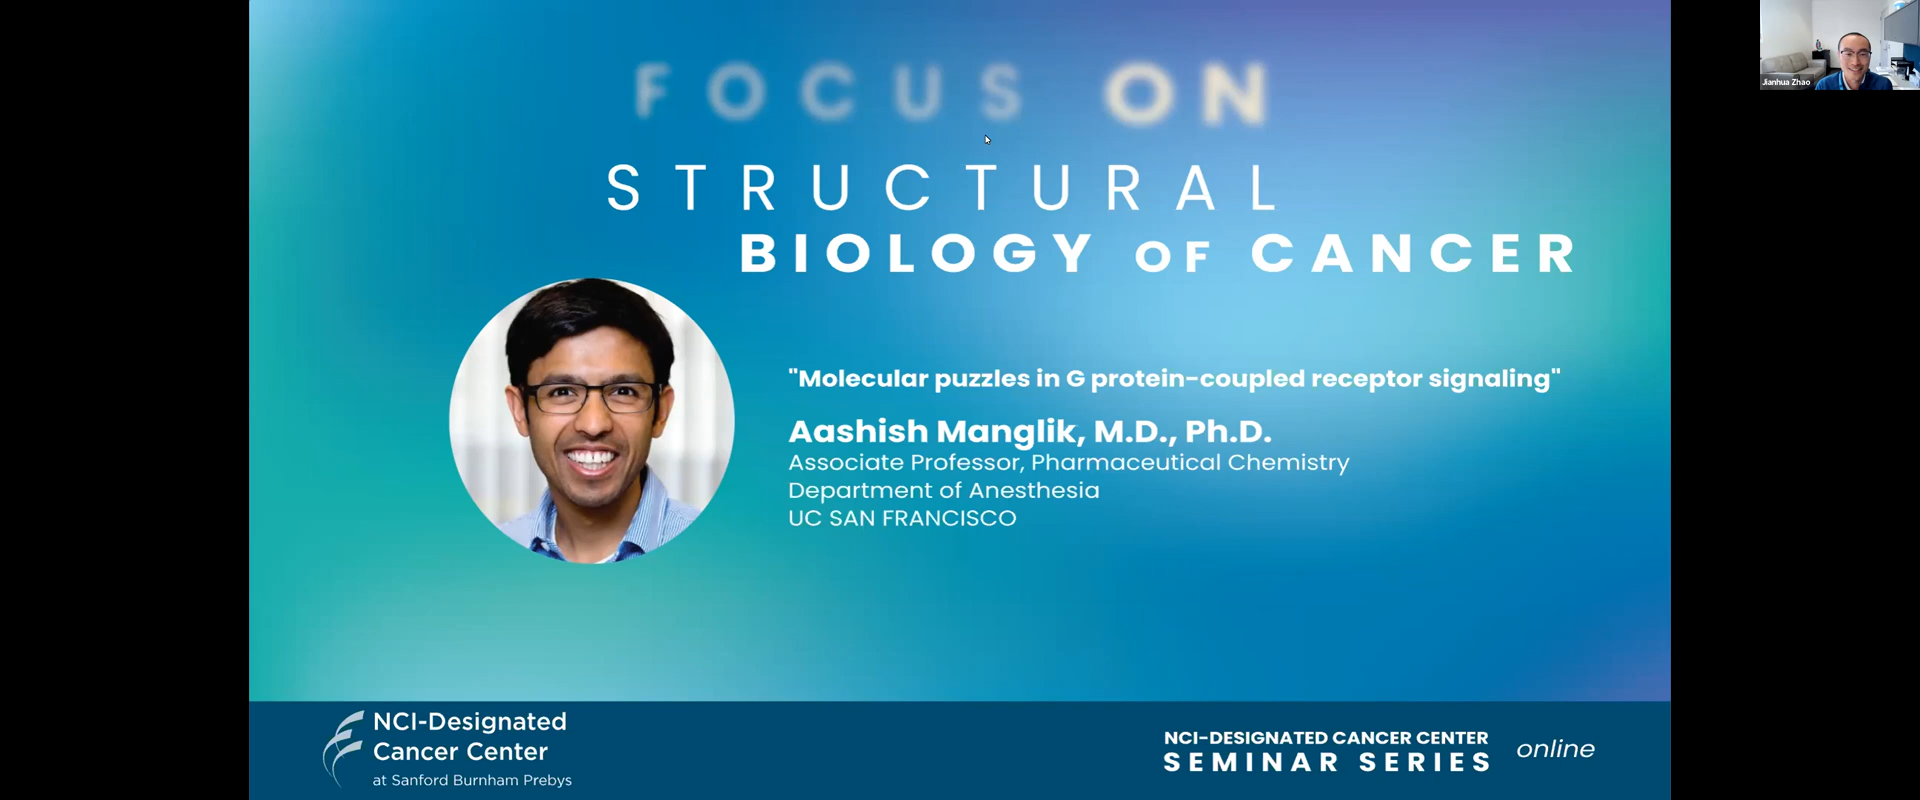 FOCUS ON
STRUCTURAL
BIOLOGY OF CANCER
"Molecular puzzles in G protein-coupled receptor signaling"
Aashish Manglik, M.D., Ph.D.
Associate Professor, Pharmaceutical Chemistry
Department of Anesthesia
UC SAN FRANCISCO
NCI-Designated
Cancer Center
at Sanford Burnham Prebys
NCI-DESIGNATED CANCER CENTER
SEMINAR SERIES
online
Jianhua Zhao